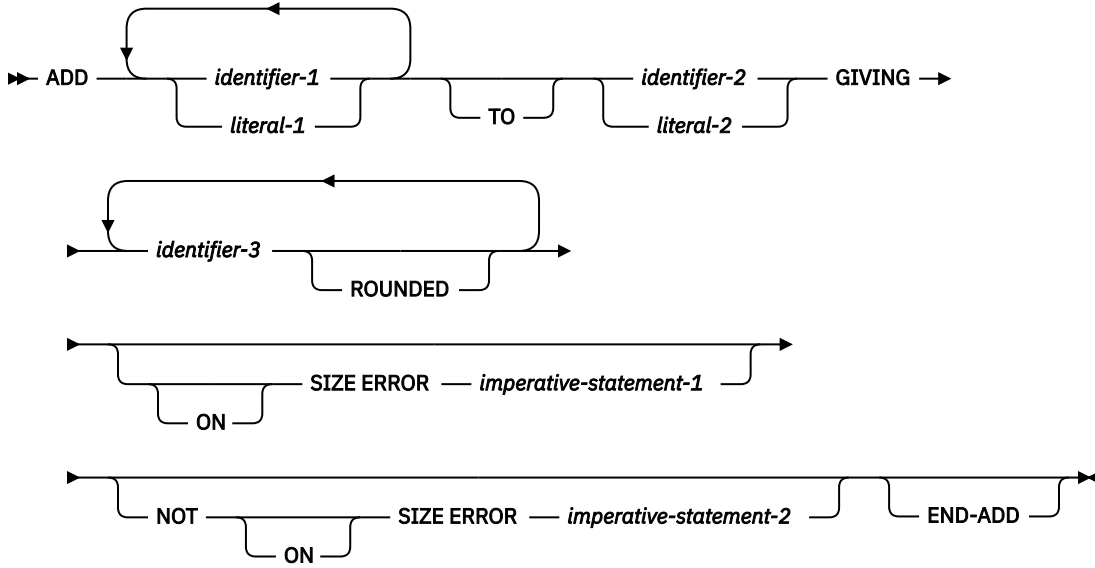 ADD identifier-1 identifier-2 GIVING
literal-1 TO literal-2
identifier-3
ROUNDED
SIZE ERROR imperative-statement-1
ON
NOT SIZE ERROR imperative-statement-2 END-ADD
ON